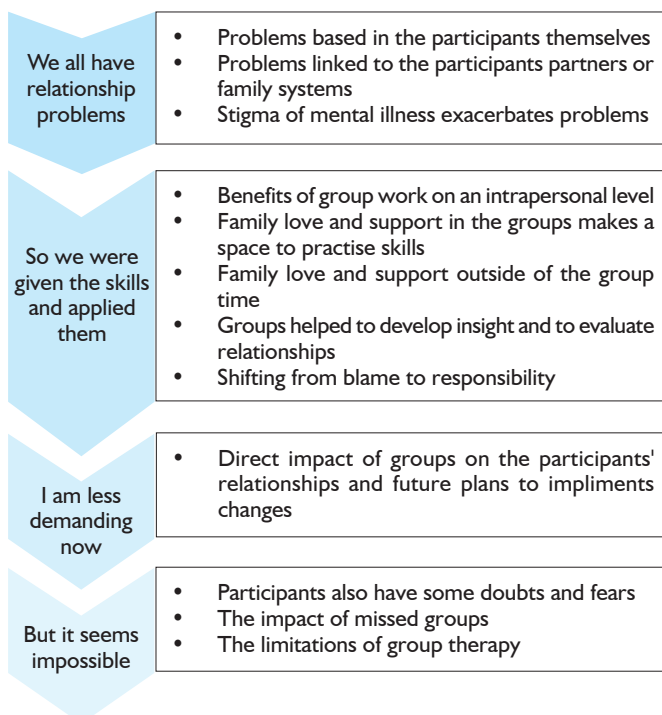 We all have
relationship
problems
• Problems based in the participants themselves
• Problems linked to the participants partners or
family systems
• Stigma of mental illness exacerbates problems
So we were
given the skills
and applied
them
• Benefits of group work on an intrapersonal level
• Family love and support in the groups makes a
space to practise skills
• Family love and support outside of the group
time
• Groups helped to develop insight and to evaluate
relationships
• Shifting from blame to responsibility
I am less
demanding
now
• Direct impact of groups on the participants'
relationships and future plans to impliments
changes
But it seems
impossible
• Participants also have some doubts and fears
• The impact of missed groups
• The limitations of group therapy